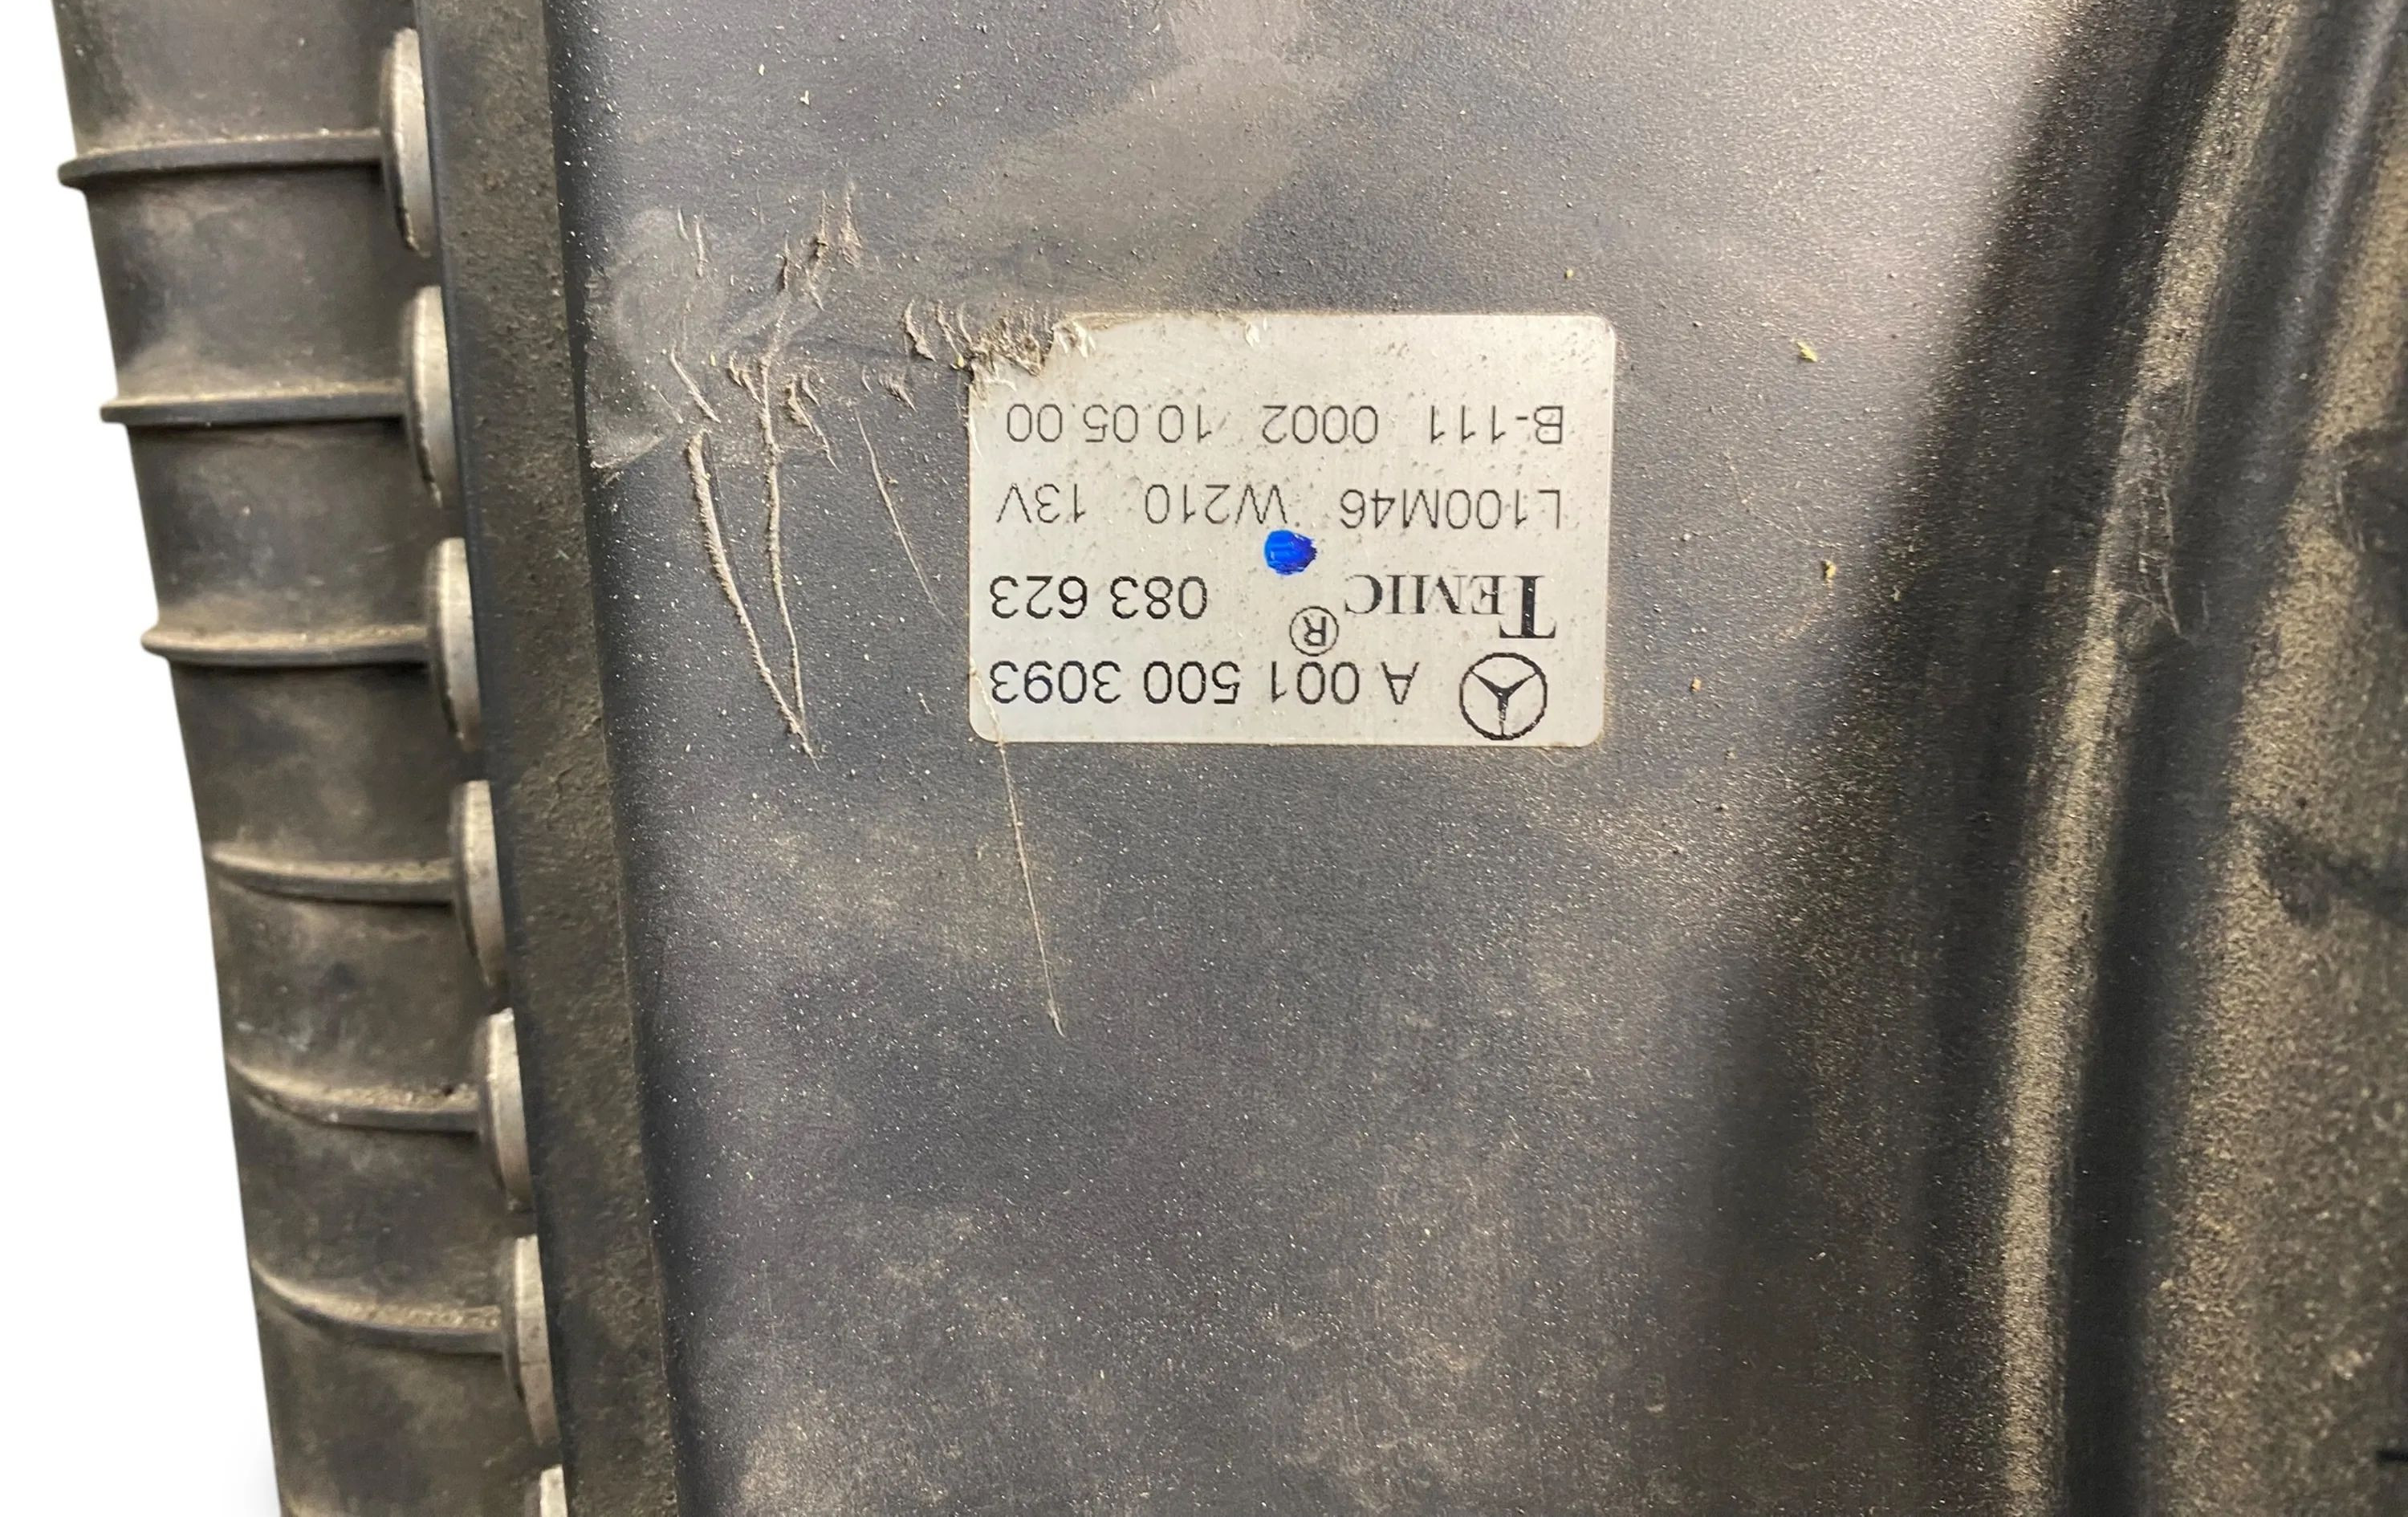 A 001 500 3093
TEMIC® 083 623
L100M46 W210 13V
B-111 0002 10.05.00